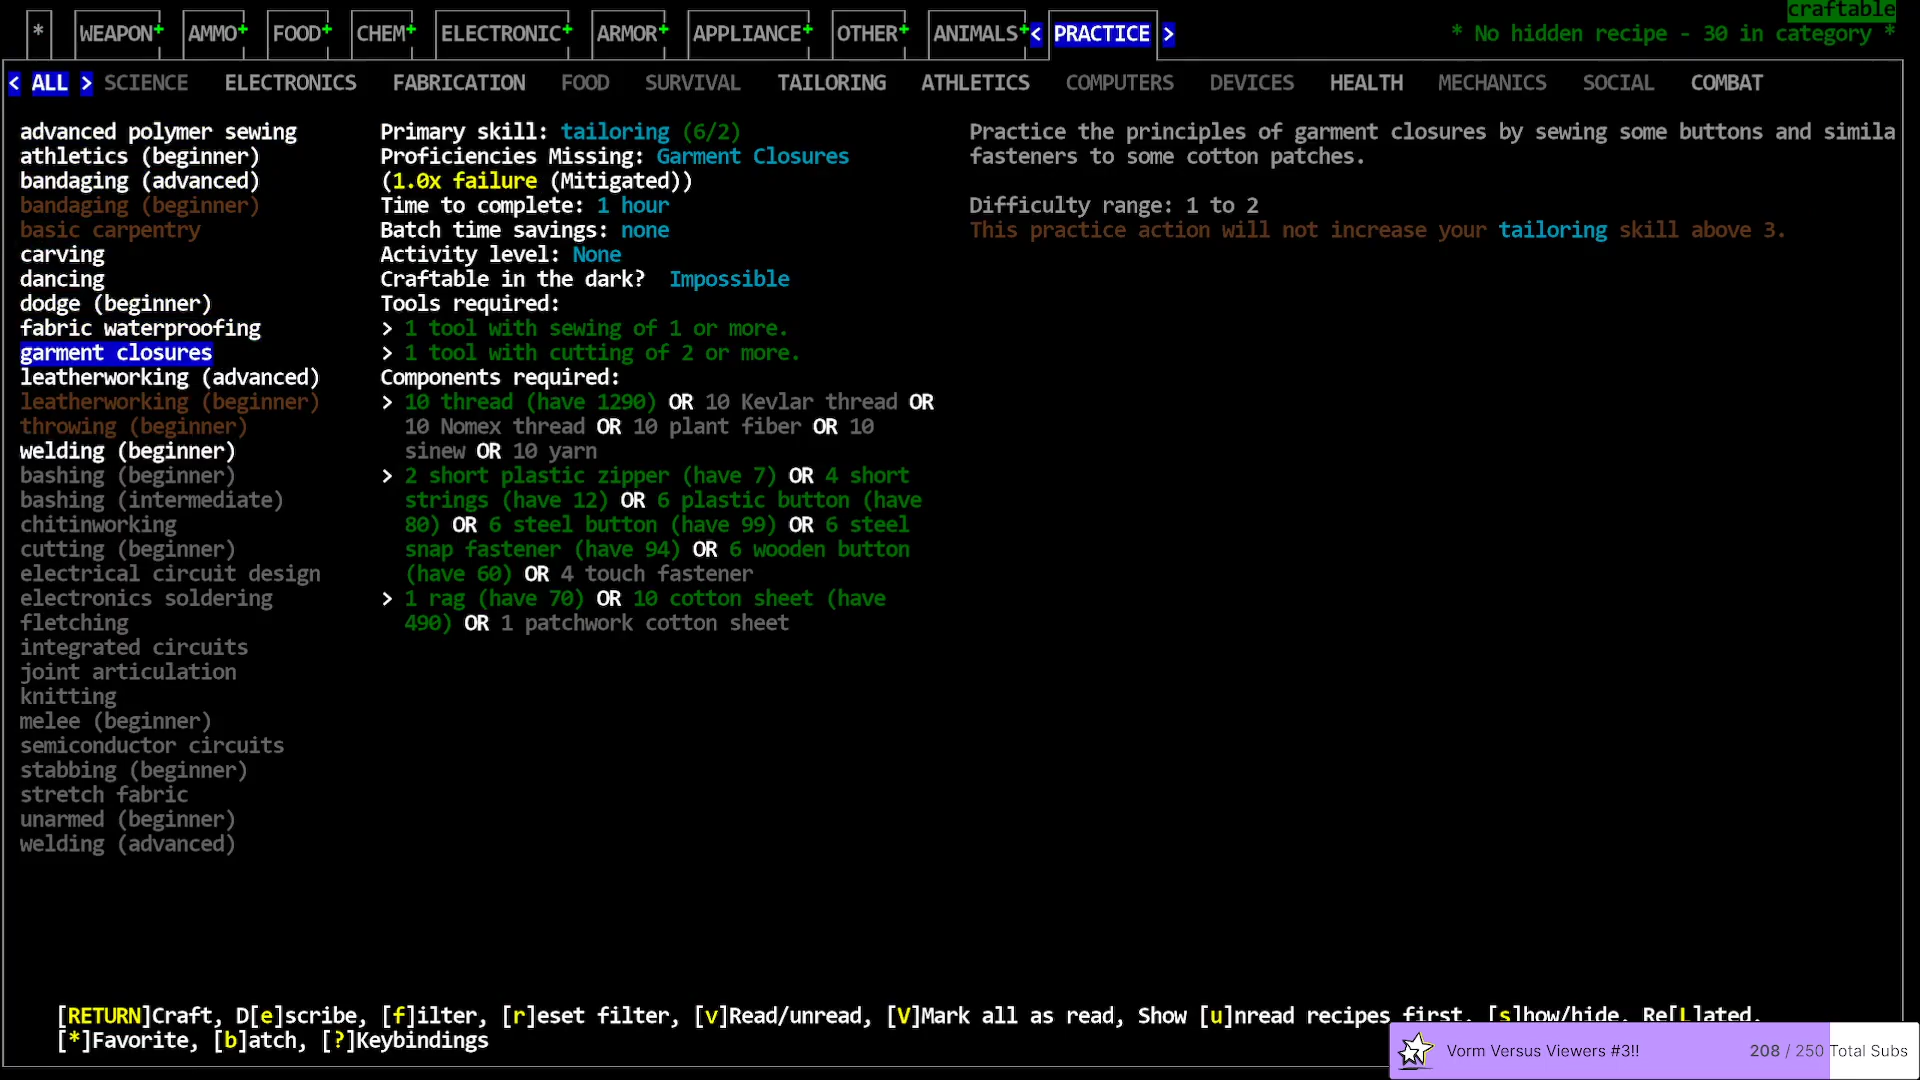 craftable
* WEAPON+ AMMO+ FOOD+ CHEM+ ELECTRONIC+ ARMOR+ APPLIANCE+ OTHER+ ANIMALS+< PRACTICE > * No hidden recipe - 30 in category *
< ALL > SCIENCE ELECTRONICS FABRICATION FOOD SURVIVAL TAILORING ATHLETICS COMPUTERS DEVICES HEALTH MECHANICS SOCIAL COMBAT
advanced polymer sewing
athletics (beginner)
bandaging (advanced)
bandaging (beginner)
basic carpentry
carving
dancing
dodge (beginner)
fabric waterproofing
garment closures
leatherworking (advanced)
leatherworking (beginner)
throwing (beginner)
welding (beginner)
bashing (beginner)
bashing (intermediate)
chitinworking
cutting (beginner)
electrical circuit design
electronics soldering
fletching
integrated circuits
joint articulation
knitting
melee (beginner)
semiconductor circuits
stabbing (beginner)
stretch fabric
unarmed (beginner)
welding (advanced)
Primary skill: tailoring (6/2)
Proficiencies Missing: Garment Closures
(1.0x failure (Mitigated))
Time to complete: 1 hour
Batch time savings: none
Activity level: None
Craftable in the dark? Impossible
Tools required:
> 1 tool with sewing of 1 or more.
> 1 tool with cutting of 2 or more.
Components required:
> 10 thread (have 1290) OR 10 Kevlar thread OR
10 Nomex thread OR 10 plant fiber OR 10
sinew OR 10 yarn
> 2 short plastic zipper (have 7) OR 4 short
strings (have 12) OR 6 plastic button (have
80) OR 6 steel button (have 99) OR 6 steel
snap fastener (have 94) OR 6 wooden button
(have 60) OR 4 touch fastener
> 1 rag (have 70) OR 10 cotton sheet (have
490) OR 1 patchwork cotton sheet
Practice the principles of garment closures by sewing some buttons and simila
fasteners to some cotton patches.
Difficulty range: 1 to 2
This practice action will not increase your tailoring skill above 3.
[RETURN]Craft, D[e]scribe, [f]ilter, [r]eset filter, [v]Read/unread, [V]Mark all as read, Show [u]nread recipes first, [s]how/hide, Re[L]ated,
[*]Favorite, [b]atch, [?]Keybindings
Vorm Versus Viewers #3!! 208 / 250 Total Subs